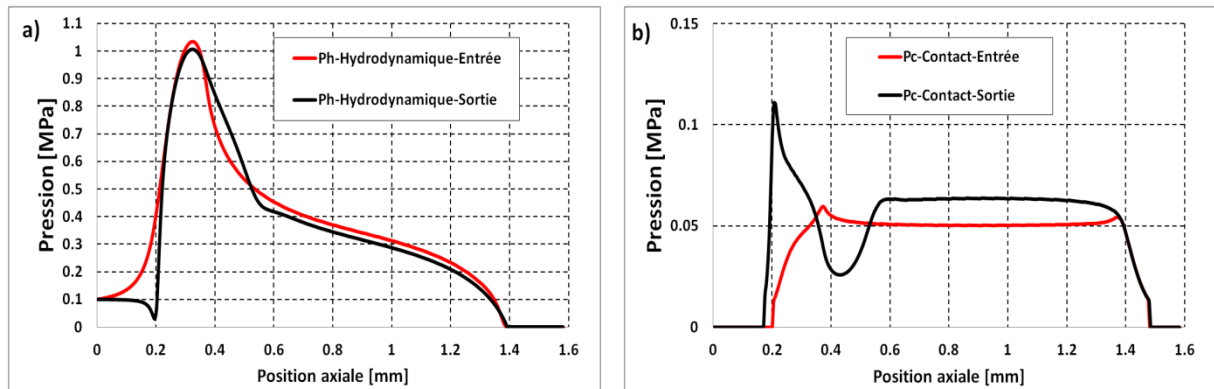 a)
Ph-Hydrodynamique-Entrée
Ph-Hydrodynamique-Sortie
Pression [MPa]
1.1
1
0.9
0.8
0.7
0.6
0.5
0.4
0.3
0.2
0.1
0
0 0.2 0.4 0.6 0.8 1 1.2 1.4 1.6
Position axiale [mm]
b)
Pc-Contact-Entrée
Pc-Contact-Sortie
Pression [MPa]
0.15
0.1
0.05
0
0 0.2 0.4 0.6 0.8 1 1.2 1.4 1.6
Position axiale [mm]